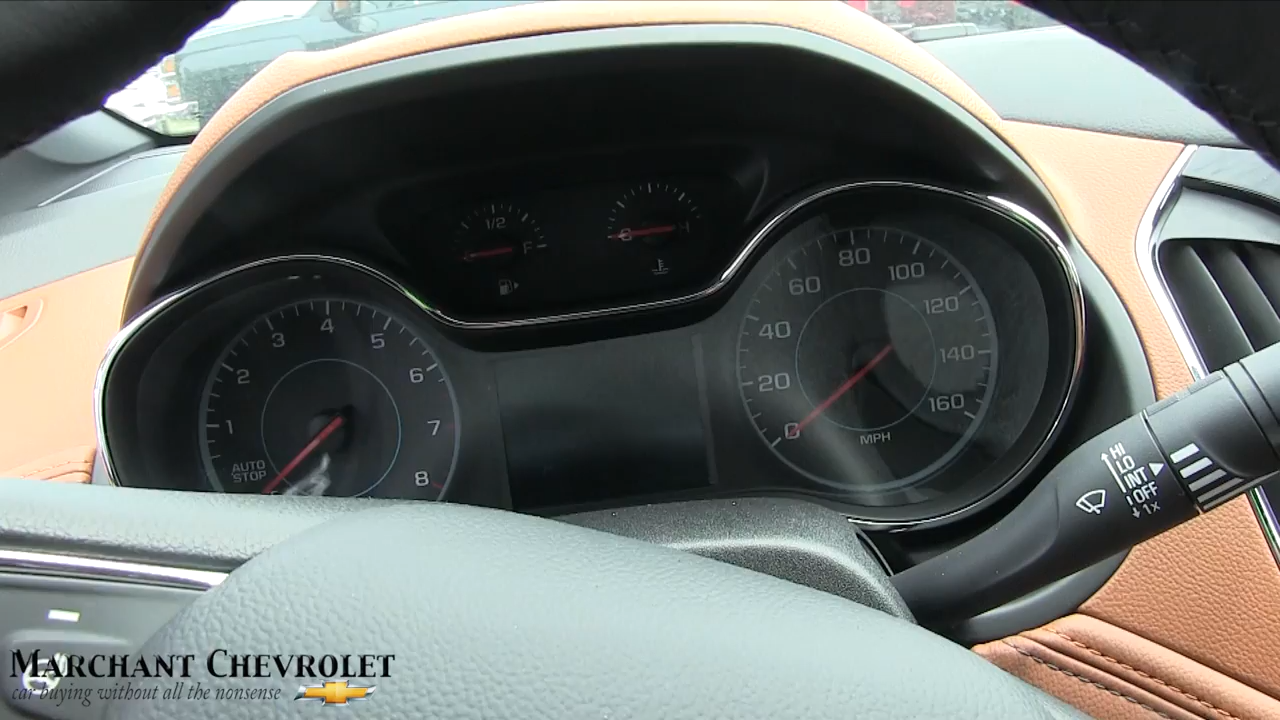 1/2
F
C H
80
60 100
4
3 5
120
40
2 6
140
20
1 7
160
0
MPH
AUTO
STOP
8
HI
LO
INT
OFF
1x
MARCHANT CHEVROLET
car buying without all the nonsense